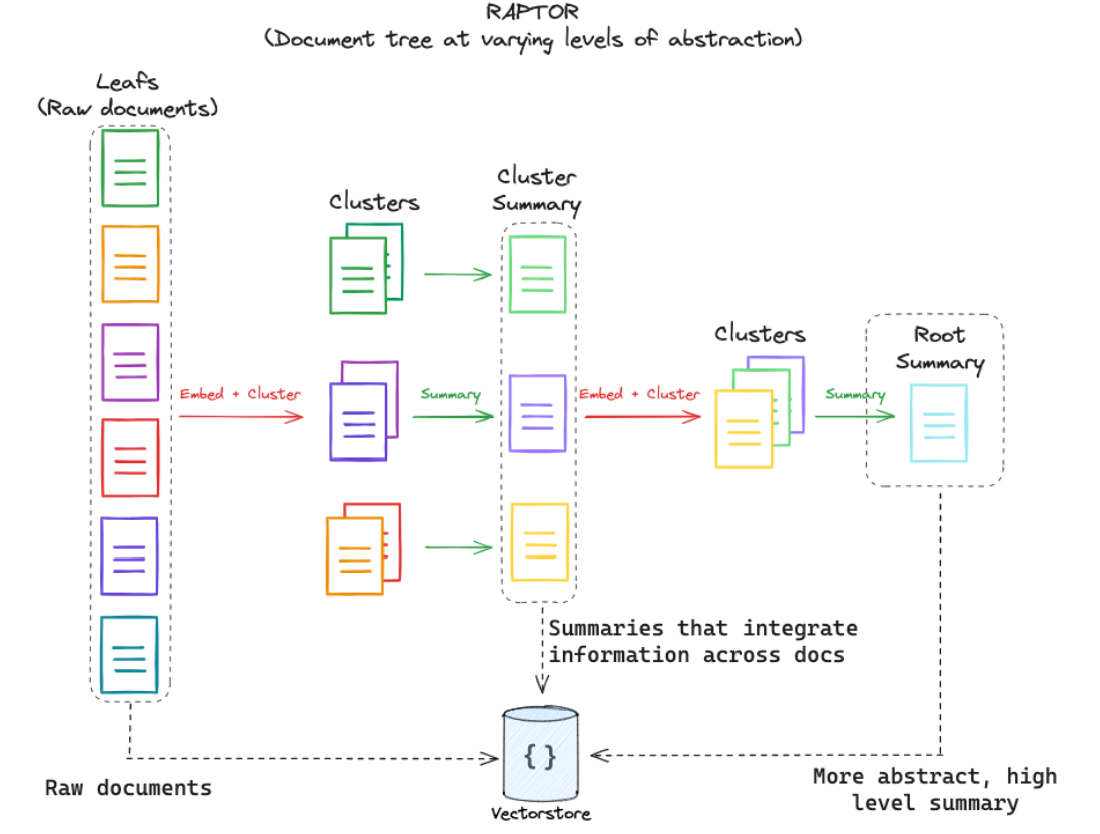 RAPTOR
(Document tree at varying levels of abstraction)
Leafs
(Raw documents)
Clusters
Cluster
Summary
Embed + Cluster
Summary
Embed + Cluster
Clusters
Summary
Root
Summary
Summaries that integrate
information across docs
{}
Vectorstore
Raw documents
More abstract, high
level summary